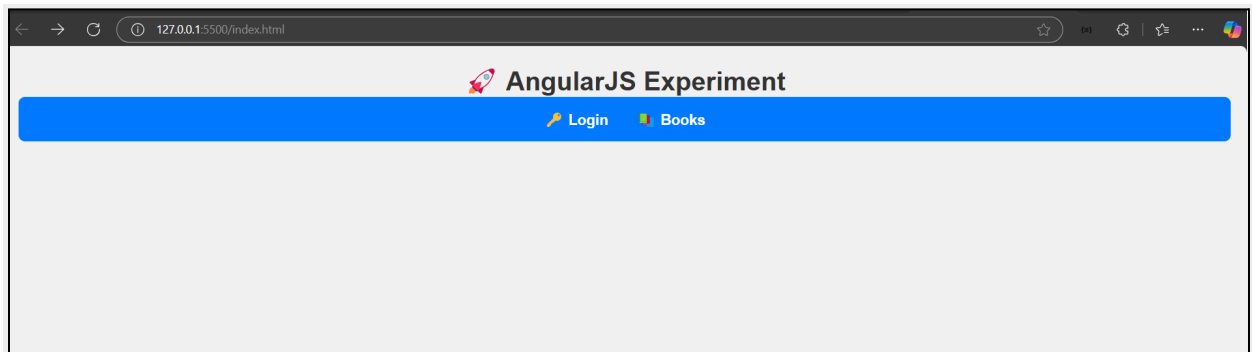 127.0.0.1:5500/index.html
🚀 AngularJS Experiment
🔑 Login 📚 Books